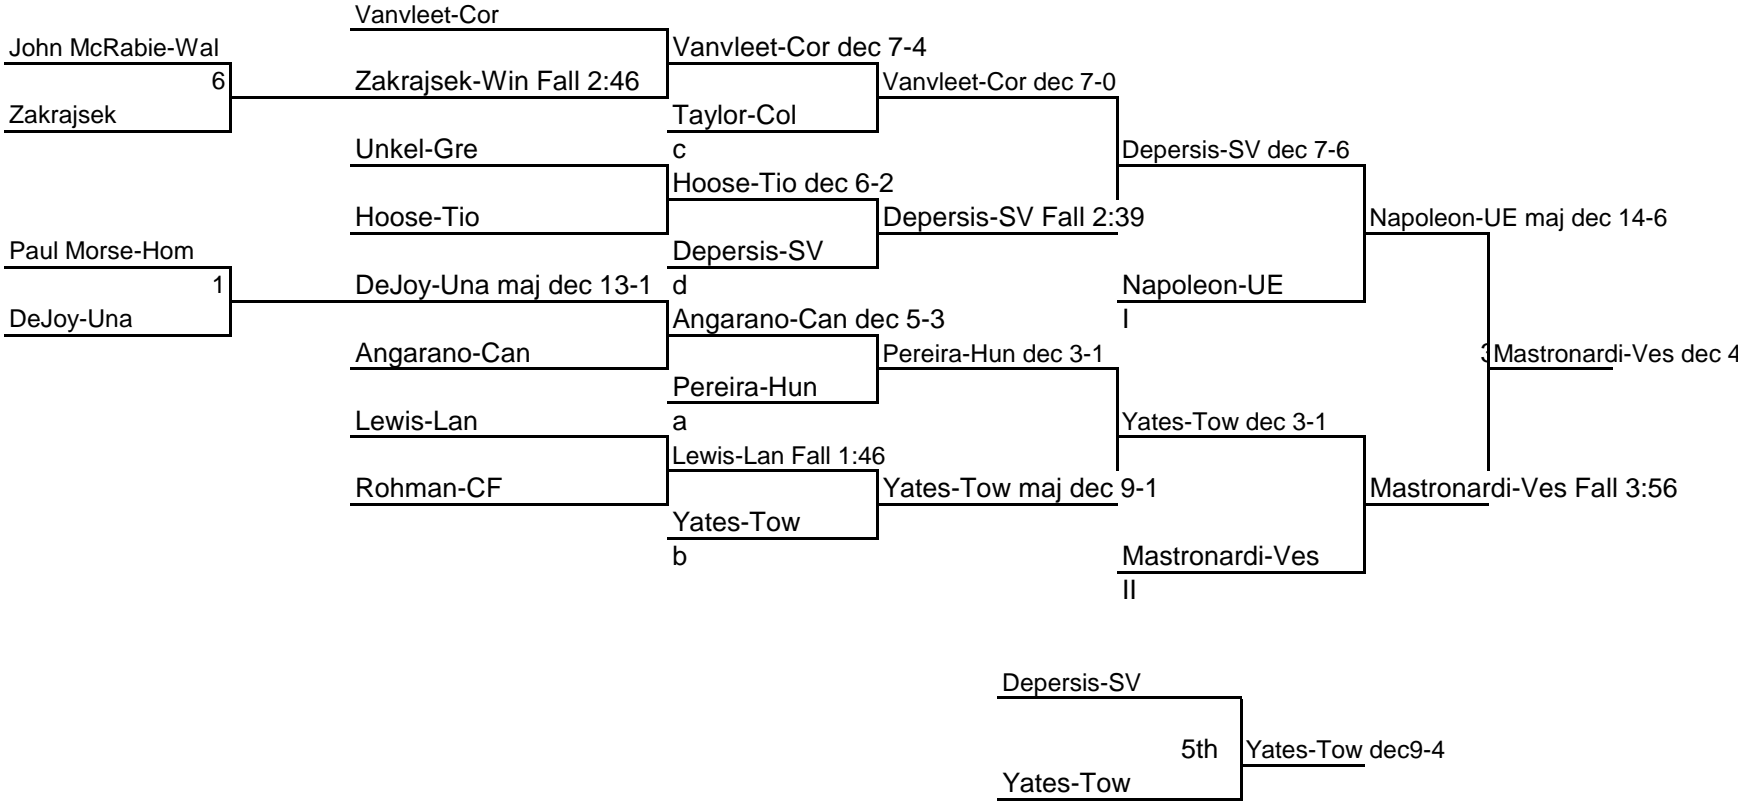 Vanvleet-Cor
John McRabie-Wal
Vanvleet-Cor dec 7-4
6
Zakrajsek-Win Fall 2:46
Vanvleet-Cor dec 7-0
Zakrajsek
Taylor-Col
Unkel-Gre
c
Depersis-SV dec 7-6
Hoose-Tio dec 6-2
Hoose-Tio
Depersis-SV Fall 2:39
Napoleon-UE maj dec 14-6
Paul Morse-Hom
Depersis-SV
1
DeJoy-Una maj dec 13-1
d
Napoleon-UE
DeJoy-Una
Angarano-Can dec 5-3
I
Angarano-Can
Pereira-Hun dec 3-1
3
Mastronardi-Ves dec 4
Pereira-Hun
Lewis-Lan
a
Yates-Tow dec 3-1
Lewis-Lan Fall 1:46
Rohman-CF
Yates-Tow maj dec 9-1
Mastronardi-Ves Fall 3:56
Yates-Tow
b
Mastronardi-Ves
II
Depersis-SV
5th
Yates-Tow dec9-4
Yates-Tow